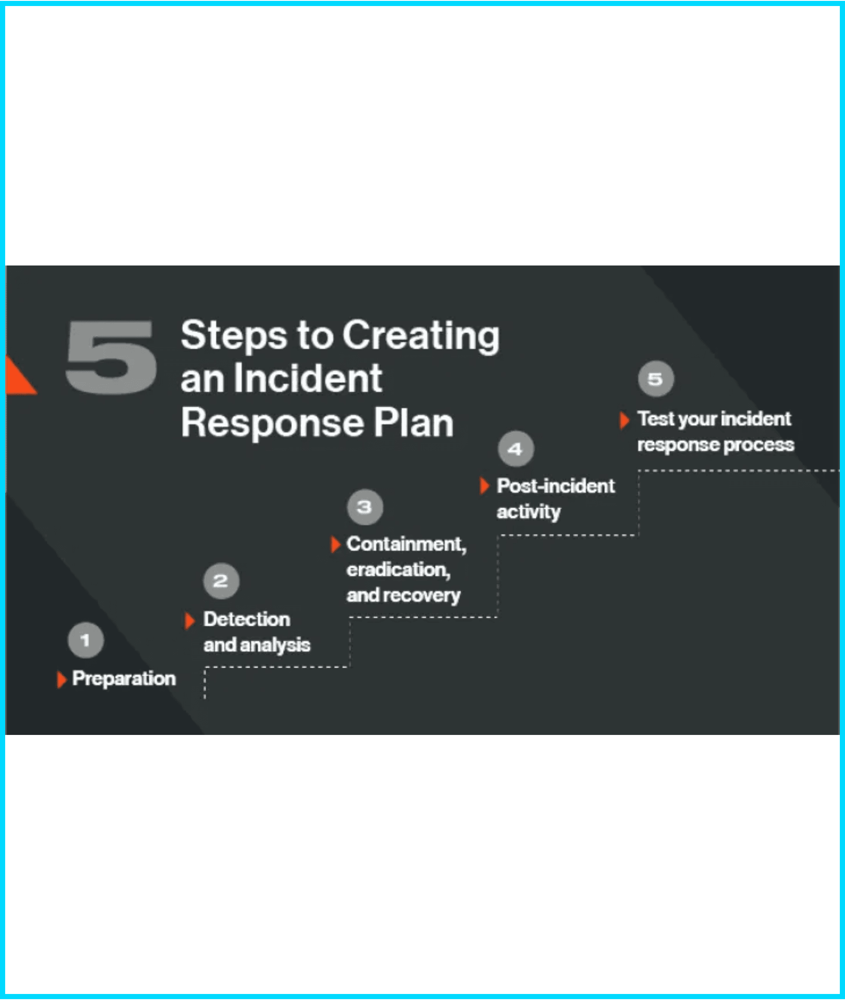 5
Steps to Creating
an Incident
Response Plan
1
Preparation
2
Detection
and analysis
3
Containment,
eradication,
and recovery
4
Post-incident
activity
5
Test your incident
response process